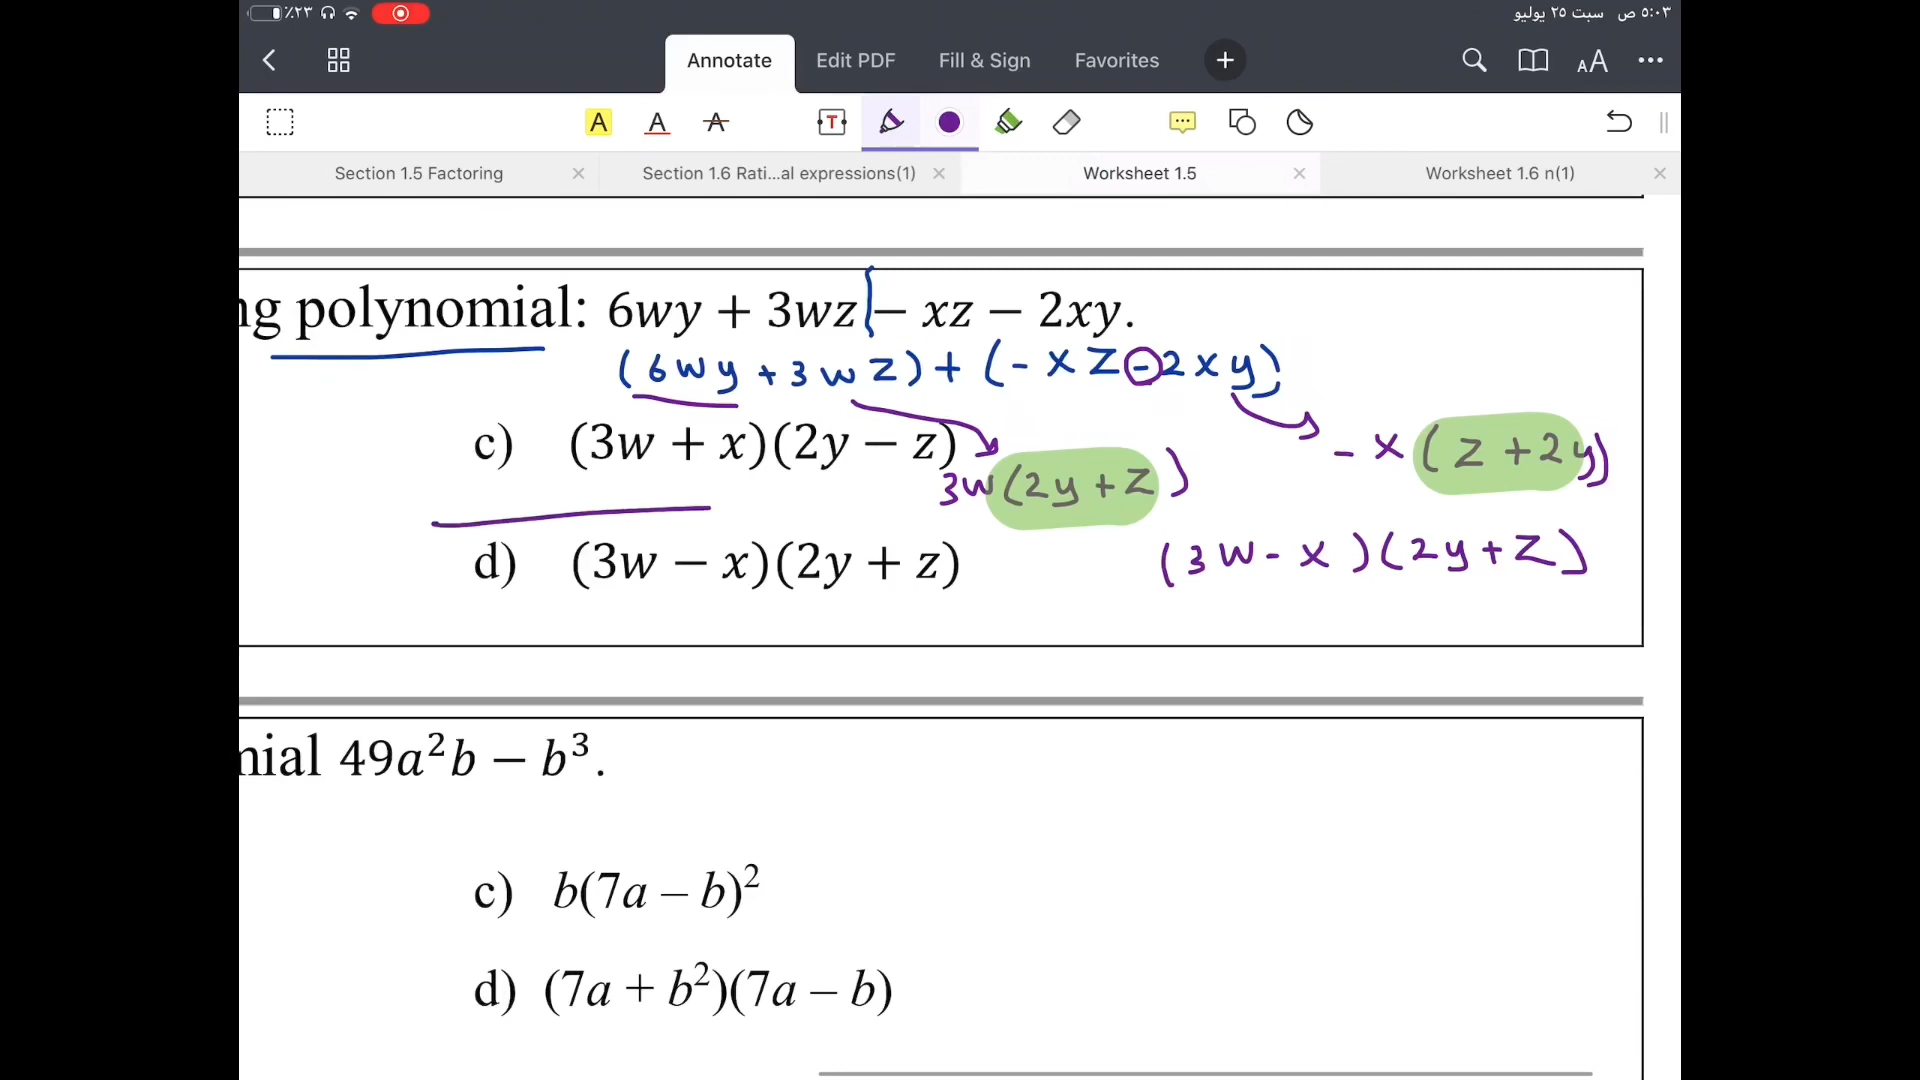 ٪٢٣ ٥:٠٣ ص سبت ٢٥ يوليو
Annotate Edit PDF Fill & Sign Favorites
Section 1.5 Factoring Section 1.6 Rati...al expressions(1) Worksheet 1.5 Worksheet 1.6 n(1)
ng polynomial: 6wy + 3wz − xz − 2xy.
(6wy + 3wz) + (- xz - 2xy)
c) (3w + x)(2y − z)
- x (z + 2y)
3w(2y + z)
d) (3w − x)(2y + z)
(3w - x)(2y + z)
mial 49a²b − b³.
c) b(7a – b)²
d) (7a + b²)(7a – b)